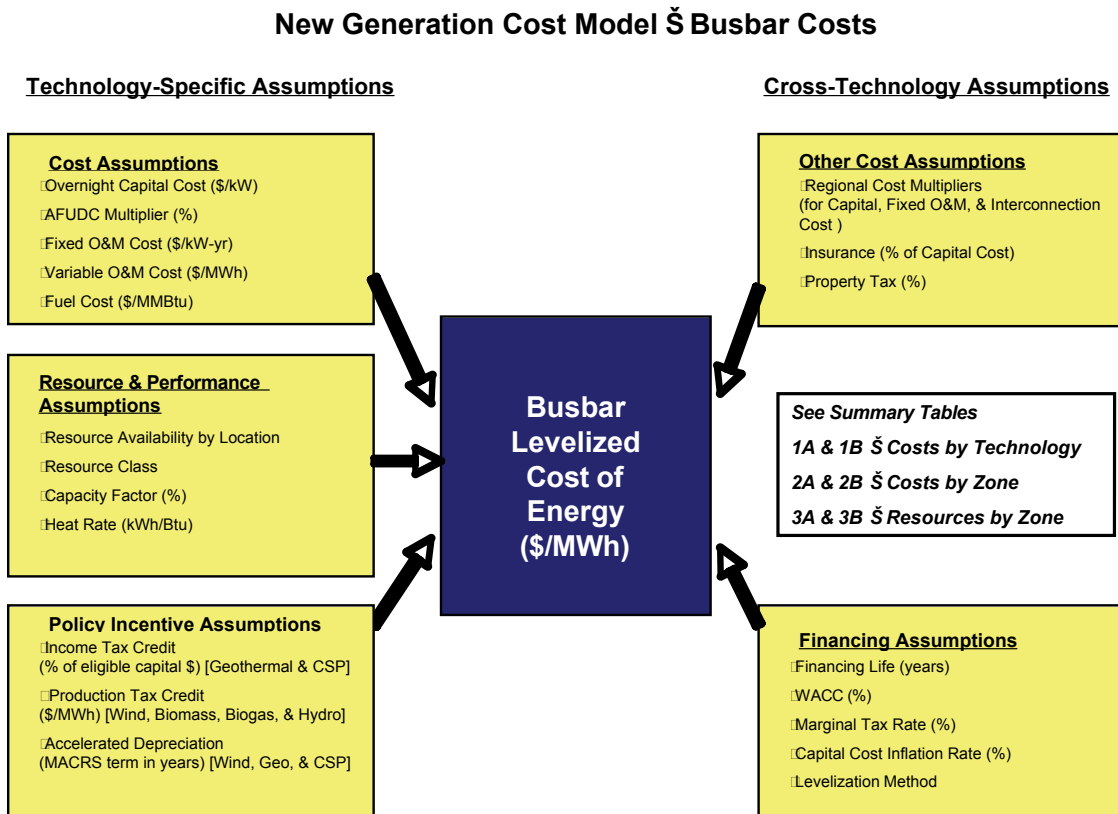 New Generation Cost Model Š Busbar Costs
Technology-Specific Assumptions
Cost Assumptions
Overnight Capital Cost ($/kW)
AFUDC Multiplier (%)
Fixed O&M Cost ($/kW-yr)
Variable O&M Cost ($/MWh)
Fuel Cost ($/MMBtu)
Resource & Performance
Assumptions
Resource Availability by Location
Resource Class
Capacity Factor (%)
Heat Rate (kWh/Btu)
Policy Incentive Assumptions
Income Tax Credit
(% of eligible capital $) [Geothermal & CSP]
Production Tax Credit
($/MWh) [Wind, Biomass, Biogas, & Hydro]
Accelerated Depreciation
(MACRS term in years) [Wind, Geo, & CSP]
Busbar
Levelized
Cost of
Energy
($/MWh)
Cross-Technology Assumptions
Other Cost Assumptions
Regional Cost Multipliers
(for Capital, Fixed O&M, & Interconnection
Cost )
Insurance (% of Capital Cost)
Property Tax (%)
See Summary Tables
1A & 1B Š Costs by Technology
2A & 2B Š Costs by Zone
3A & 3B Š Resources by Zone
Financing Assumptions
Financing Life (years)
WACC (%)
Marginal Tax Rate (%)
Capital Cost Inflation Rate (%)
Levelization Method